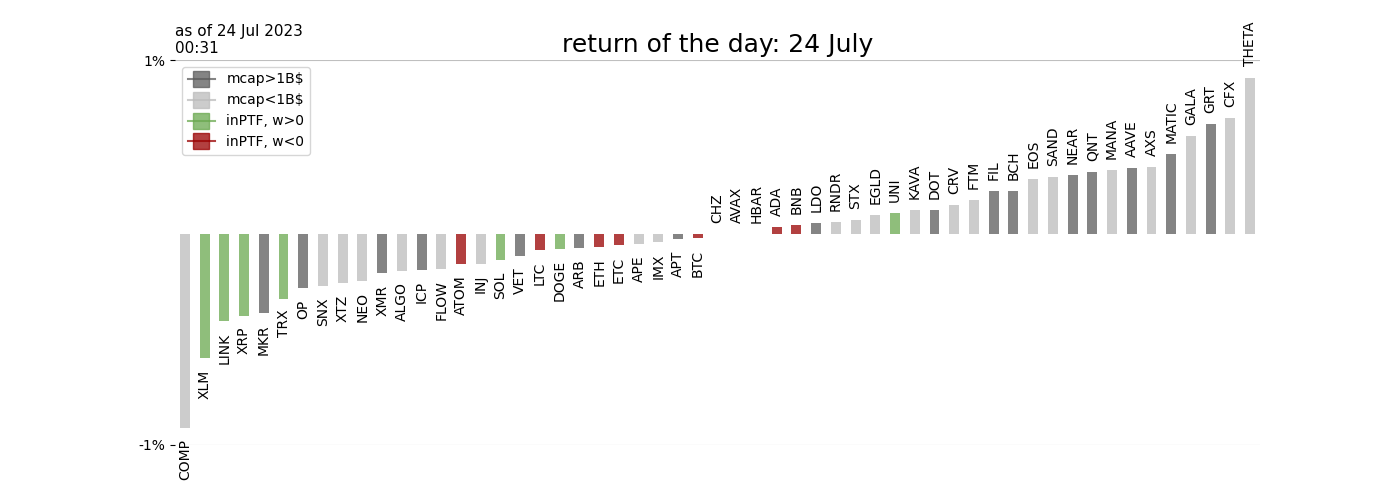 as of 24 Jul 2023
00:31
return of the day: 24 July
1%
mcap>1B$
mcap<1B$
inPTF, w>0
inPTF, w<0
-1%
COMP
XLM
LINK
XRP
MKR
TRX
OP
SNX
XTZ
NEO
XMR
ALGO
ICP
FLOW
ATOM
INJ
SOL
VET
LTC
DOGE
ARB
ETH
ETC
APE
IMX
APT
BTC
CHZ
AVAX
HBAR
ADA
BNB
LDO
RNDR
STX
EGLD
UNI
KAVA
DOT
CRV
FTM
FIL
BCH
EOS
SAND
NEAR
QNT
MANA
AAVE
AXS
MATIC
GALA
GRT
CFX
THETA